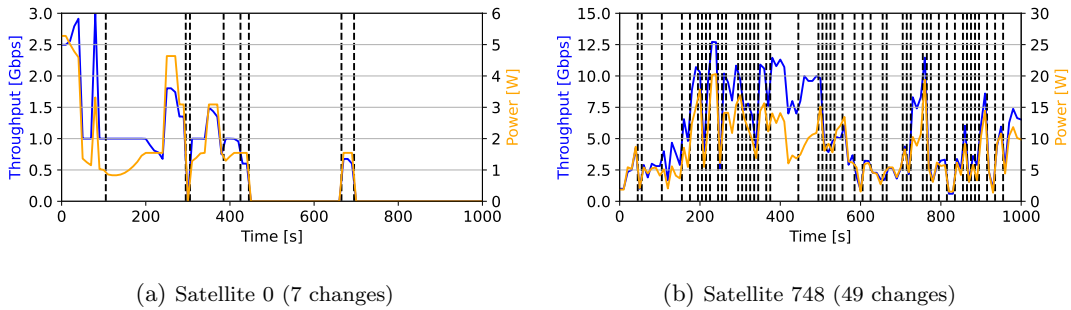 3.0
2.5
2.0
1.5
1.0
0.5
0.0
Throughput [Gbps]
6
5
4
3
2
1
0
Power [W]
0 200 400 600 800 1000
Time [s]
(a) Satellite 0 (7 changes)
15.0
12.5
10.0
7.5
5.0
2.5
0.0
Throughput [Gbps]
30
25
20
15
10
5
0
Power [W]
0 200 400 600 800 1000
Time [s]
(b) Satellite 748 (49 changes)